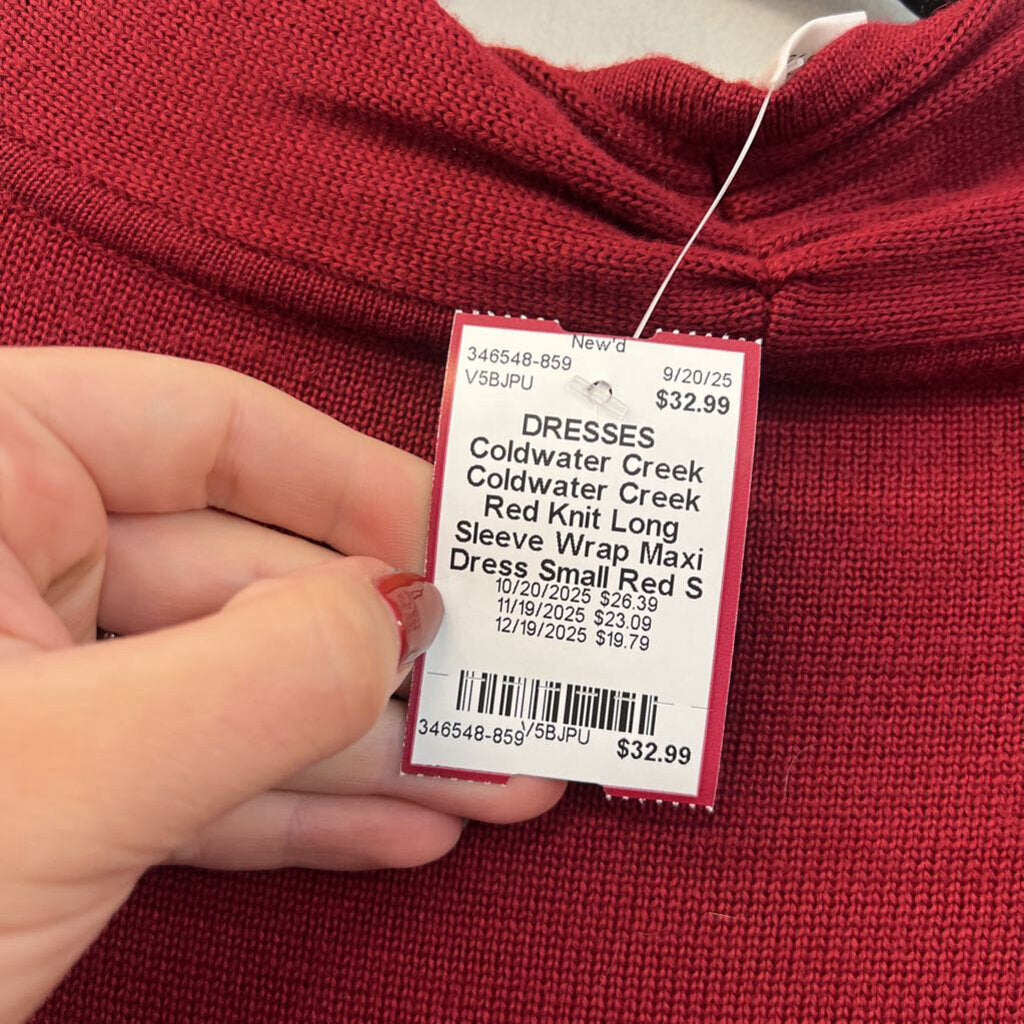 New'd
346548-859
9/20/25
V5BJPU
$32.99
DRESSES
Coldwater Creek
Coldwater Creek
Red Knit Long
Sleeve Wrap Maxi
Dress Small Red S
10/20/2025 $26.39
11/19/2025 $23.09
12/19/2025 $19.79
346548-859
V5BJPU
$32.99